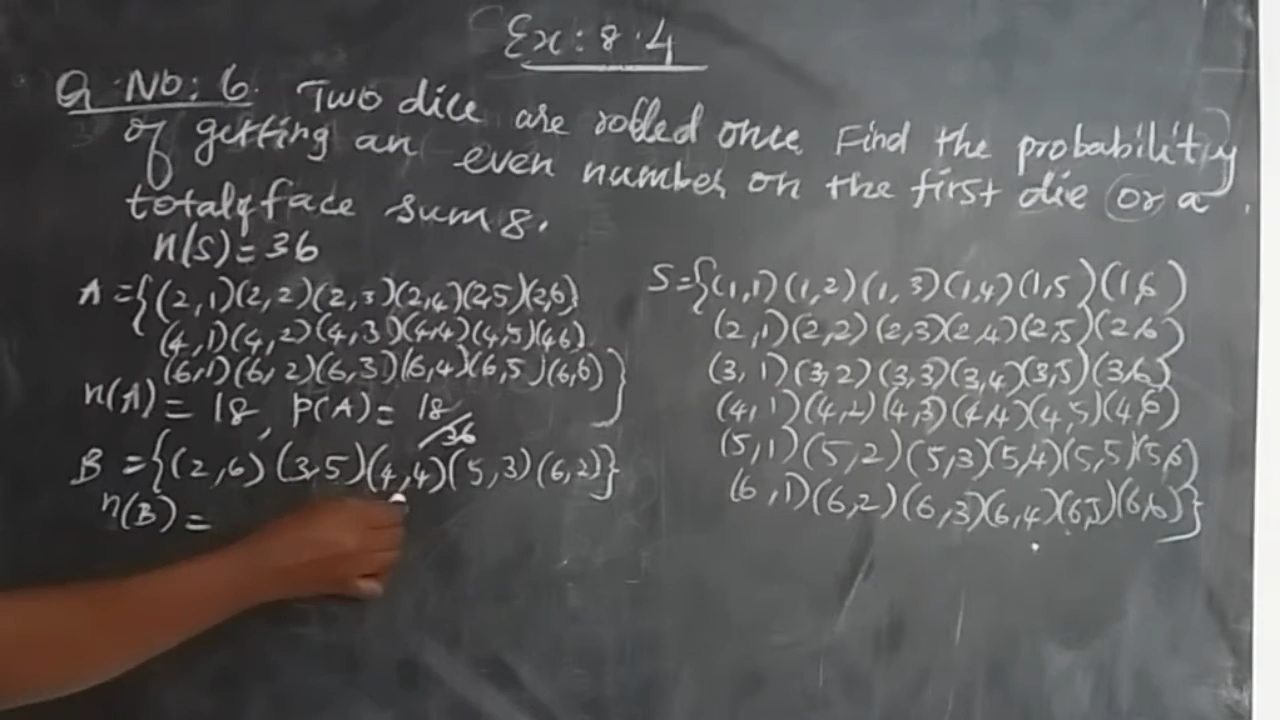 Ex: 8.4
Q.No: 6. Two dice are rolled once. Find the probability
of getting an even number on the first die or a
total of face sum 8.
n(S) = 36
A = {(2,1)(2,2)(2,3)(2,4)(2,5)(2,6)
(4,1)(4,2)(4,3)(4,4)(4,5)(4,6)
(6,1)(6,2)(6,3)(6,4)(6,5)(6,6)}
n(A) = 18, P(A) = 18/36
B = {(2,6)(3,5)(4,4)(5,3)(6,2)}
n(B) =
S = {(1,1)(1,2)(1,3)(1,4)(1,5)(1,6)
(2,1)(2,2)(2,3)(2,4)(2,5)(2,6)
(3,1)(3,2)(3,3)(3,4)(3,5)(3,6)
(4,1)(4,2)(4,3)(4,4)(4,5)(4,6)
(5,1)(5,2)(5,3)(5,4)(5,5)(5,6)
(6,1)(6,2)(6,3)(6,4)(6,5)(6,6)}